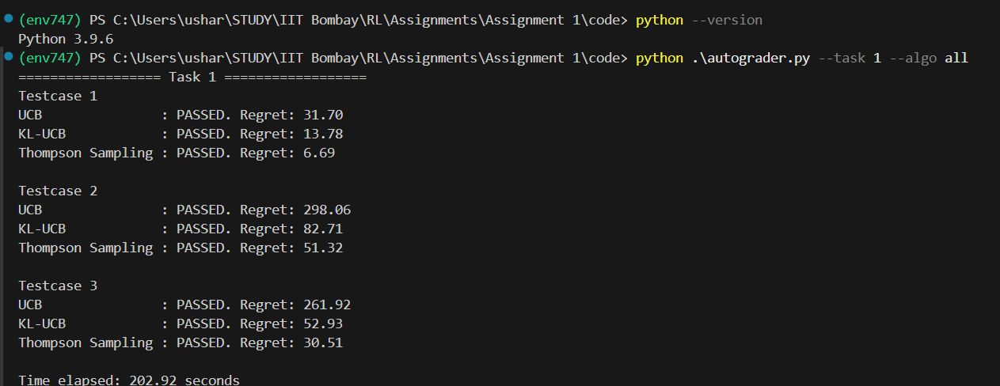 (env747) PS C:\Users\ushar\STUDY\IIT Bombay\RL\Assignments\Assignment 1\code> python --version
Python 3.9.6
(env747) PS C:\Users\ushar\STUDY\IIT Bombay\RL\Assignments\Assignment 1\code> python .\autograder.py --task 1 --algo all
================== Task 1 ==================
Testcase 1
UCB               : PASSED. Regret: 31.70
KL-UCB            : PASSED. Regret: 13.78
Thompson Sampling : PASSED. Regret: 6.69

Testcase 2
UCB               : PASSED. Regret: 298.06
KL-UCB            : PASSED. Regret: 82.71
Thompson Sampling : PASSED. Regret: 51.32

Testcase 3
UCB               : PASSED. Regret: 261.92
KL-UCB            : PASSED. Regret: 52.93
Thompson Sampling : PASSED. Regret: 30.51

Time elapsed: 202.92 seconds